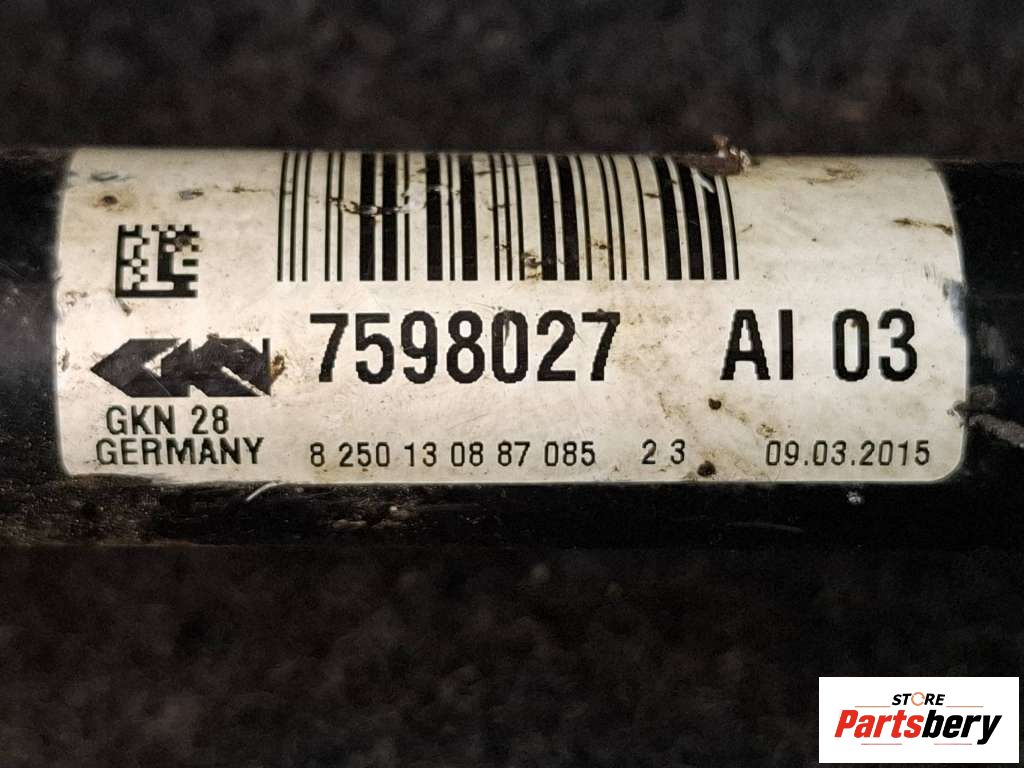 7598027 AI 03
GKN
GKN 28
GERMANY
8 250 13 08 87 085 2 3 09.03.2015
STORE
Partsbery